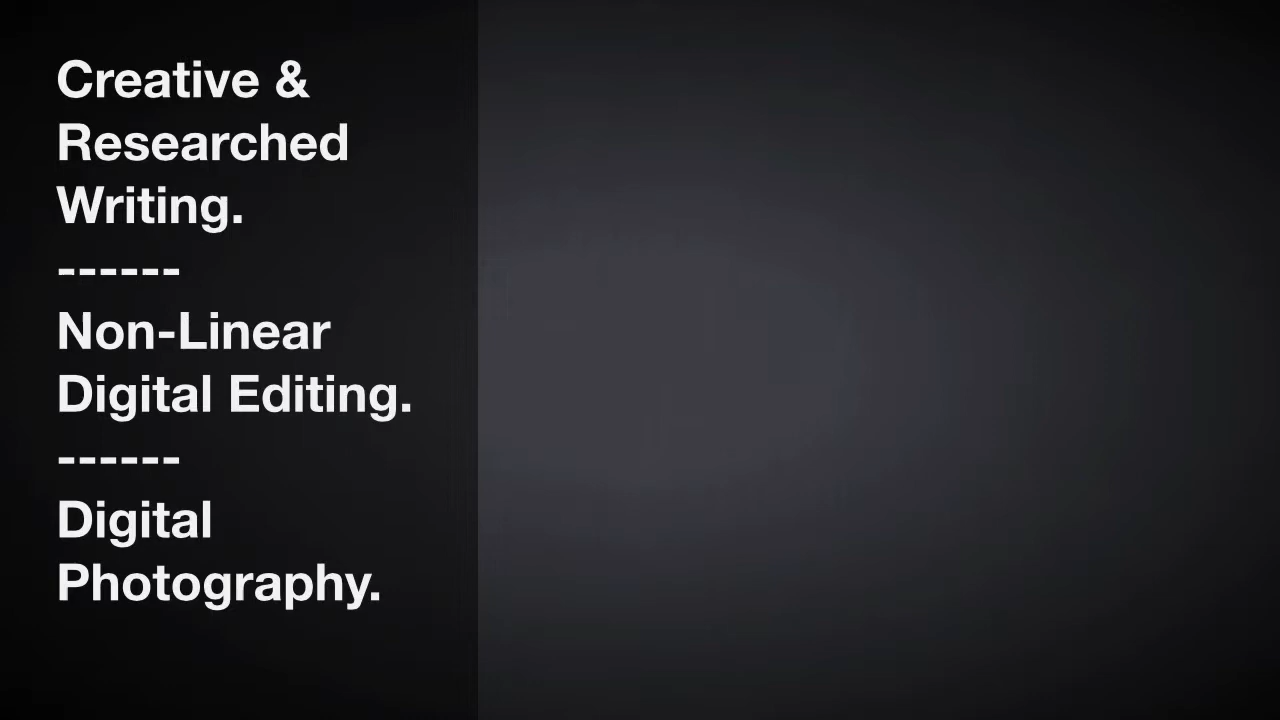 Creative &
Researched
Writing.
------
Non-Linear
Digital Editing.
------
Digital
Photography.